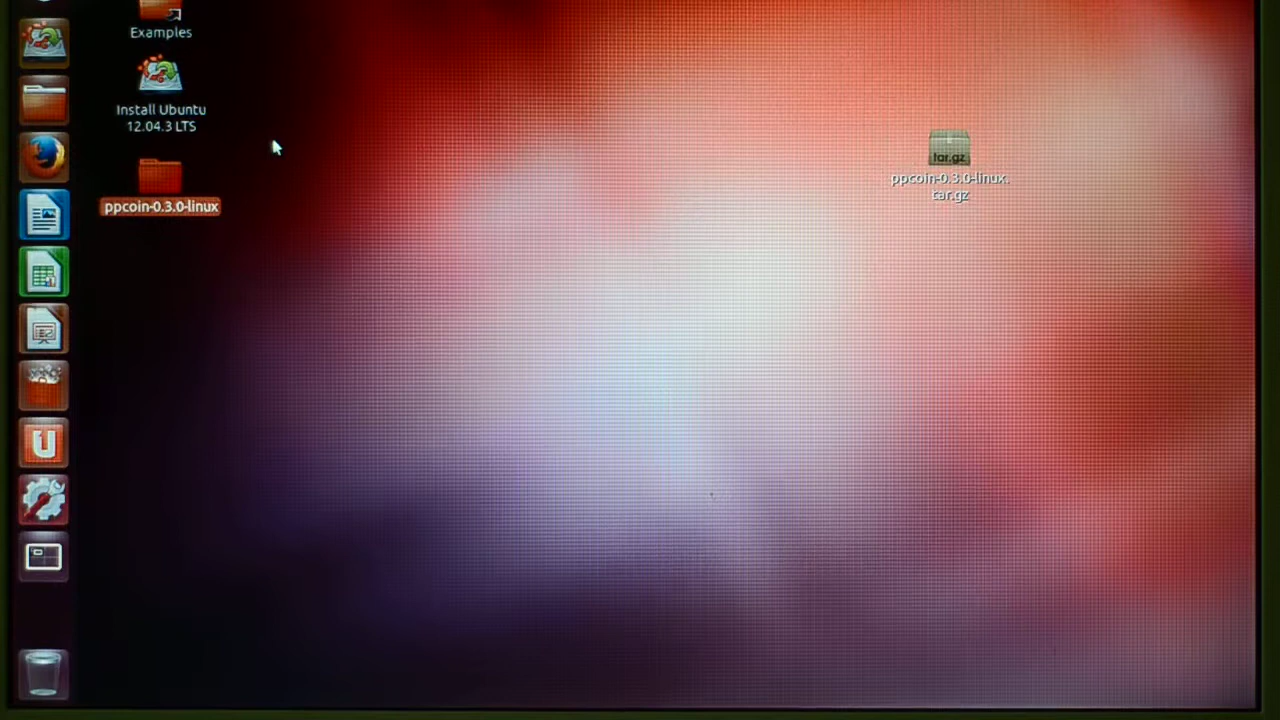 Examples
Install Ubuntu
12.04.3 LTS
ppcoin-0.3.0-linux
tar.gz
ppcoin-0.3.0-linux.
tar.gz
U